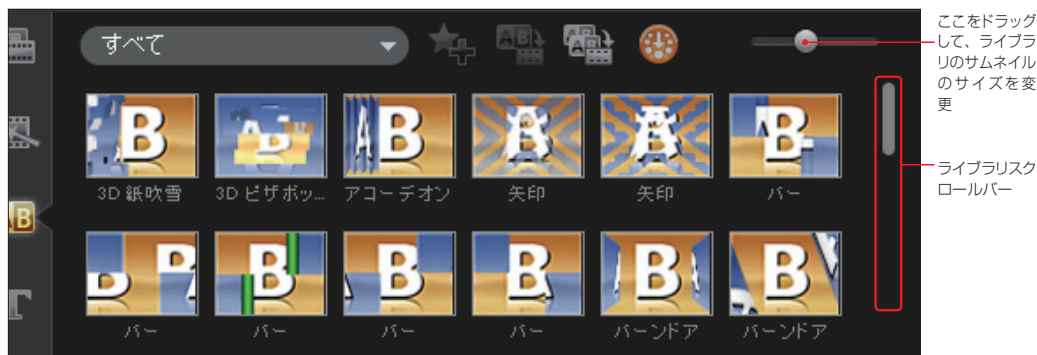 すべて
ここをドラッグ
して、ライブラ
リのサムネイル
のサイズを変
更
3D 紙吹雪
3D ピザボッ...
アコーデオン
矢印
矢印
バー
ライブラリスク
ロールバー
バー
バー
バー
バー
バーンドア
バーンドア